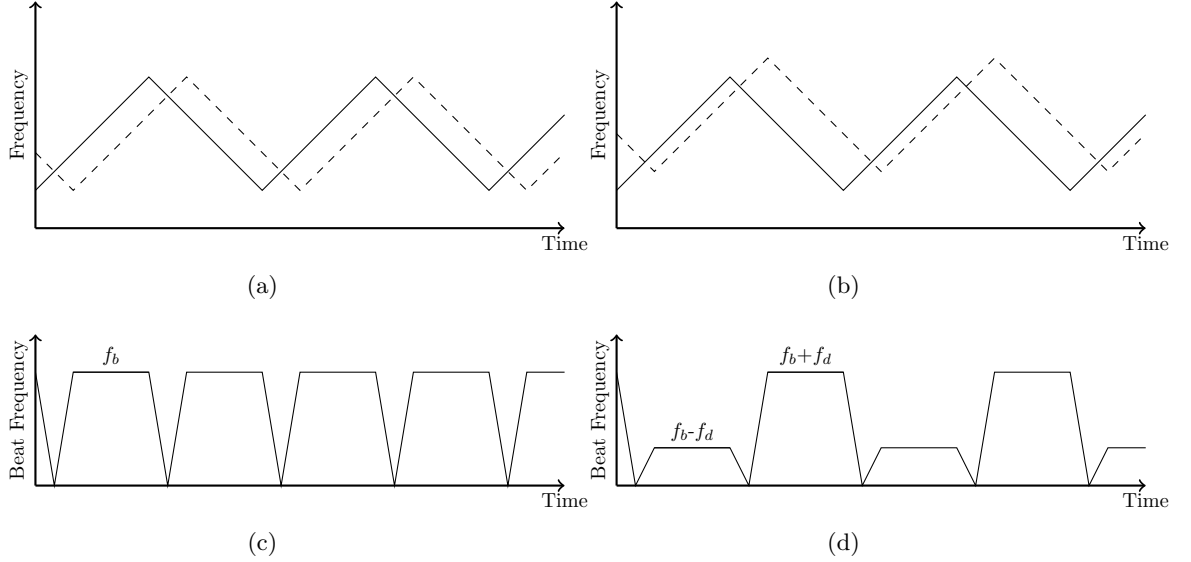 Frequency
Time
(a)
Frequency
Time
(b)
Beat Frequency
f_b
Time
(c)
Beat Frequency
f_b-f_d
f_b+f_d
Time
(d)